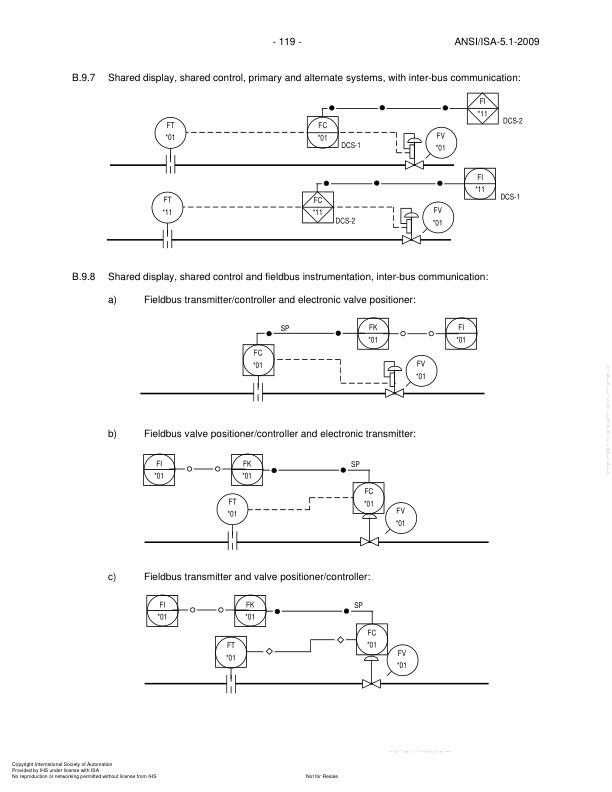 - 119 - ANSI/ISA-5.1-2009
B.9.7 Shared display, shared control, primary and alternate systems, with inter-bus communication:
FI
*11
DCS-2
FT
*01
FC
*01
DCS-1
FV
*01
FI
*11
DCS-1
FT
*11
FC
*11
DCS-2
FV
*01
B.9.8 Shared display, shared control and fieldbus instrumentation, inter-bus communication:
a) Fieldbus transmitter/controller and electronic valve positioner:
SP
FK
*01
FI
*01
FC
*01
FV
*01
b) Fieldbus valve positioner/controller and electronic transmitter:
FI
*01
FK
*01
SP
FT
*01
FC
*01
FV
*01
c) Fieldbus transmitter and valve positioner/controller:
FI
*01
FK
*01
SP
FT
*01
FC
*01
FV
*01
Copyright International Society of Automation
Provided by IHS under license with ISA
No reproduction or networking permitted without license from IHS Not for Resale